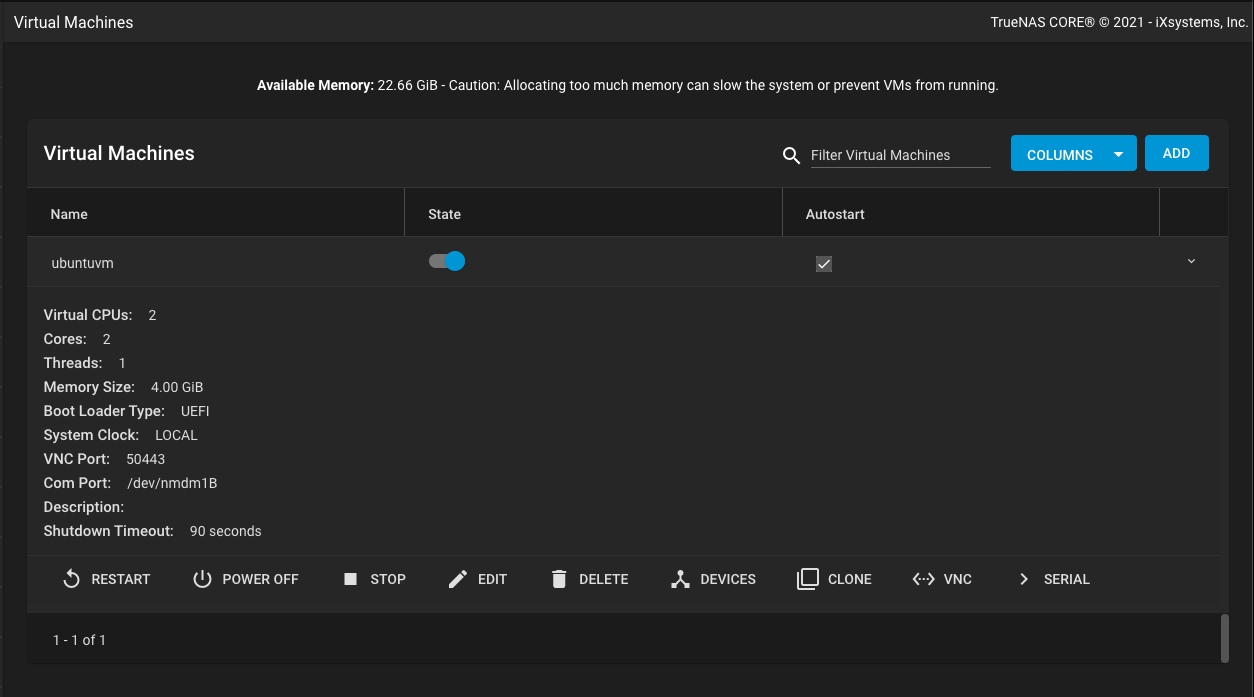 Virtual Machines
TrueNAS CORE® © 2021 - iXsystems, Inc.
Available Memory: 22.66 GiB - Caution: Allocating too much memory can slow the system or prevent VMs from running.
Virtual Machines
Filter Virtual Machines
COLUMNS
ADD
Name State Autostart
ubuntuvm
Virtual CPUs: 2
Cores: 2
Threads: 1
Memory Size: 4.00 GiB
Boot Loader Type: UEFI
System Clock: LOCAL
VNC Port: 50443
Com Port: /dev/nmdm1B
Description:
Shutdown Timeout: 90 seconds
RESTART POWER OFF STOP EDIT DELETE DEVICES CLONE VNC SERIAL
1 - 1 of 1